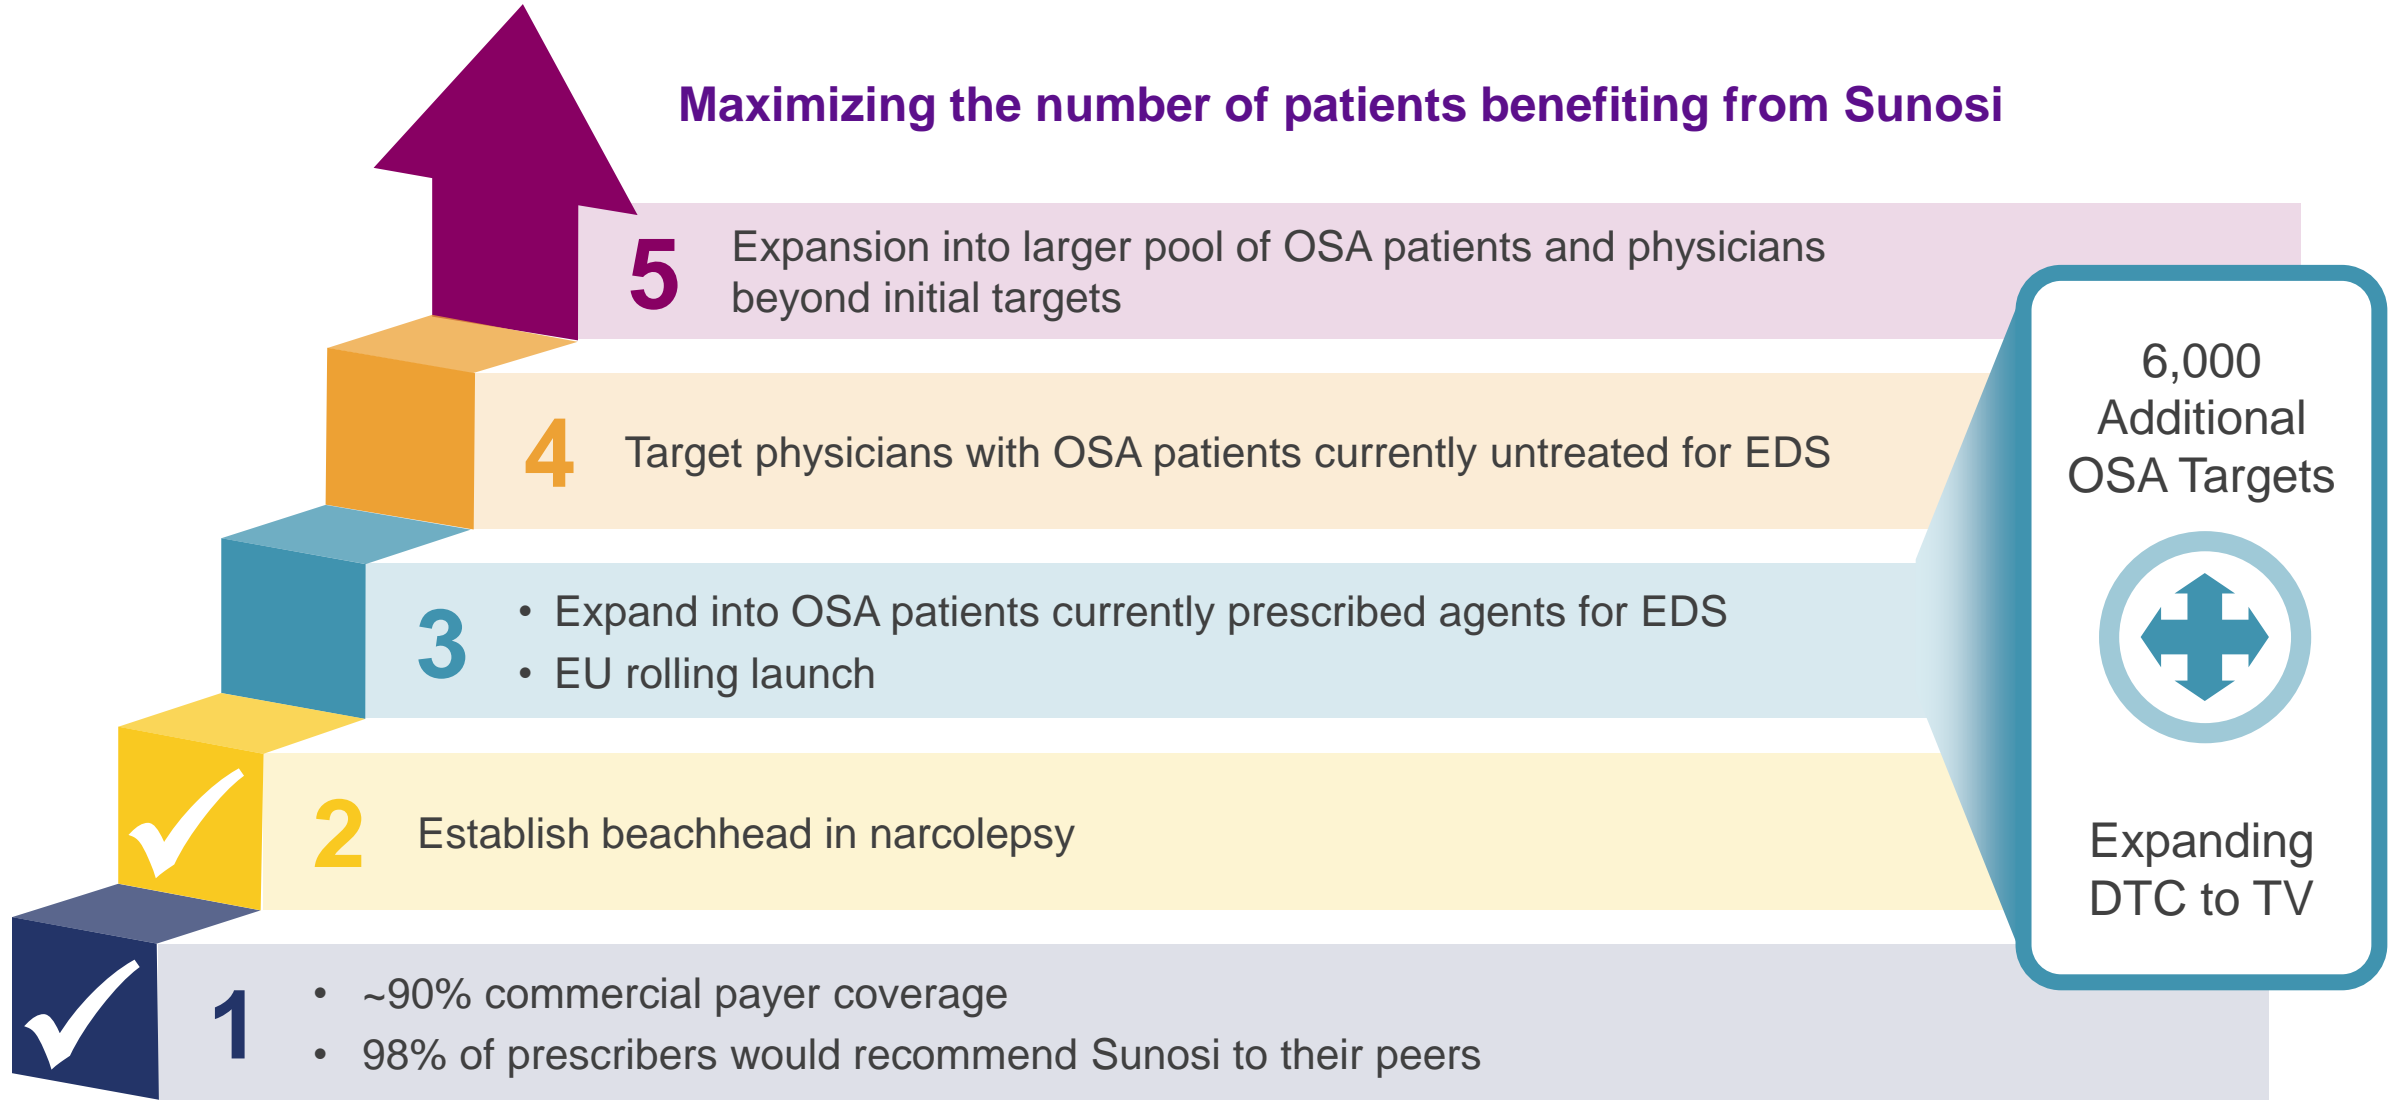 Maximizing the number of patients benefiting from Sunosi
5
Expansion into larger pool of OSA patients and physicians
beyond initial targets
4
Target physicians with OSA patients currently untreated for EDS
3
• Expand into OSA patients currently prescribed agents for EDS
• EU rolling launch
2
Establish beachhead in narcolepsy
1
• ~90% commercial payer coverage
• 98% of prescribers would recommend Sunosi to their peers
6,000
Additional
OSA Targets
Expanding
DTC to TV